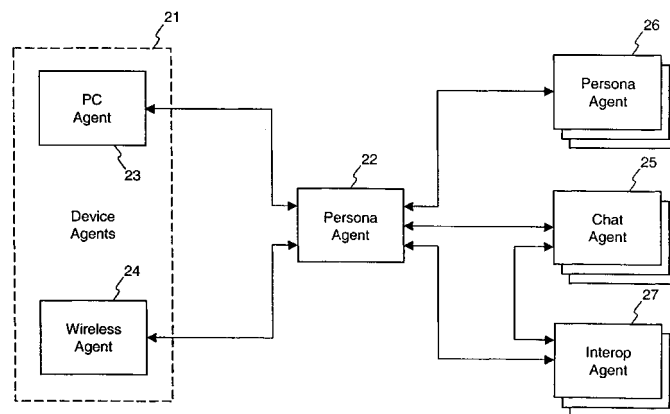 21
PC
Agent
23
Device
Agents
24
Wireless
Agent
22
Persona
Agent
26
Persona
Agent
25
Chat
Agent
27
Interop
Agent